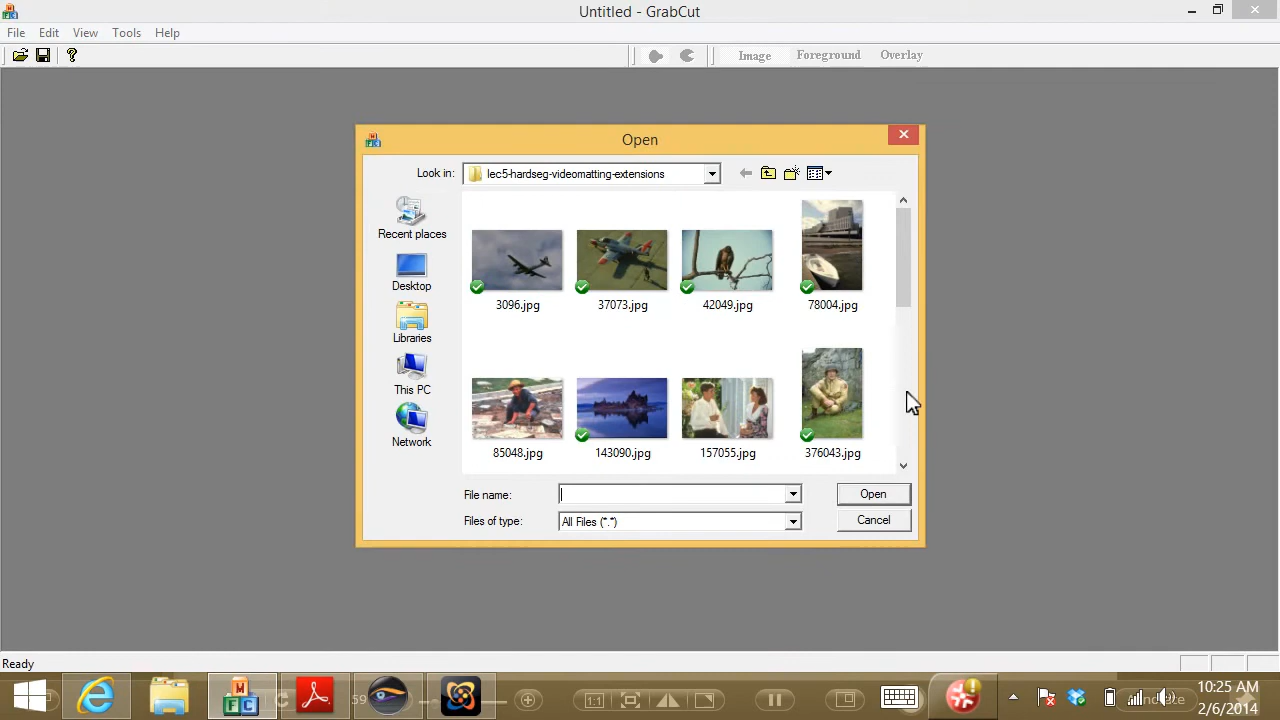 Untitled - GrabCut
File Edit View Tools Help
Image Foreground Overlay
Open
Look in: lec5-hardseg-videomatting-extensions
Recent places
Desktop
Libraries
This PC
Network
3096.jpg 37073.jpg 42049.jpg 78004.jpg
85048.jpg 143090.jpg 157055.jpg 376043.jpg
File name: Open
Files of type: All Files (*.*) Cancel
Ready
1:1
10:25 AM
2/6/2014